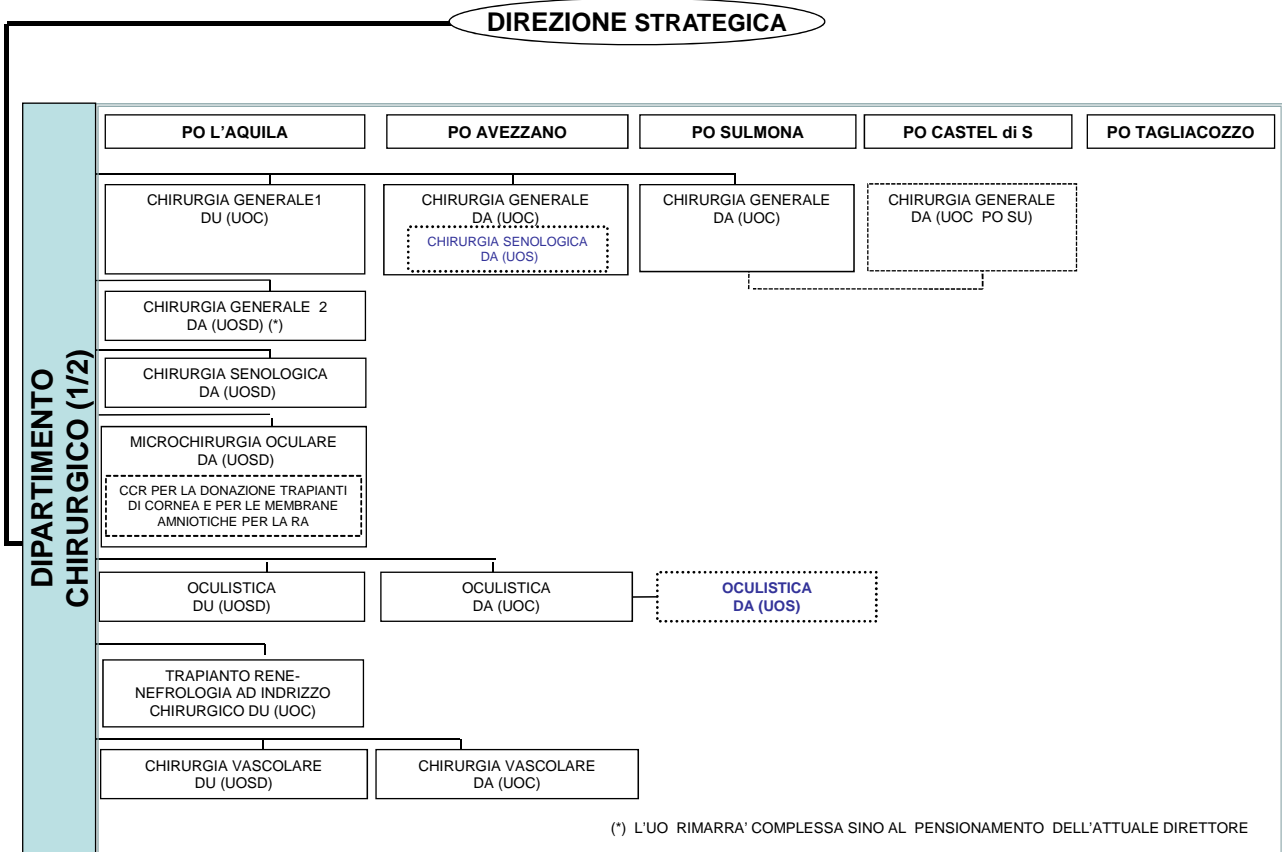 DIREZIONE STRATEGICA
DIPARTIMENTO
CHIRURGICO (1/2)
PO L'AQUILA
PO AVEZZANO
PO SULMONA
PO CASTEL di S
PO TAGLIACOZZO
CHIRURGIA GENERALE1
DU (UOC)
CHIRURGIA GENERALE
DA (UOC)
CHIRURGIA SENOLOGICA
DA (UOS)
CHIRURGIA GENERALE
DA (UOC)
CHIRURGIA GENERALE
DA (UOC PO SU)
CHIRURGIA GENERALE 2
DA (UOSD) (*)
CHIRURGIA SENOLOGICA
DA (UOSD)
MICROCHIRURGIA OCULARE
DA (UOSD)
CCR PER LA DONAZIONE TRAPIANTI
DI CORNEA E PER LE MEMBRANE
AMNIOTICHE PER LA RA
OCULISTICA
DU (UOSD)
OCULISTICA
DA (UOC)
OCULISTICA
DA (UOS)
TRAPIANTO RENE-
NEFROLOGIA AD INDRIZZO
CHIRURGICO DU (UOC)
CHIRURGIA VASCOLARE
DU (UOSD)
CHIRURGIA VASCOLARE
DA (UOC)
(*) L'UO RIMARRA' COMPLESSA SINO AL PENSIONAMENTO DELL'ATTUALE DIRETTORE